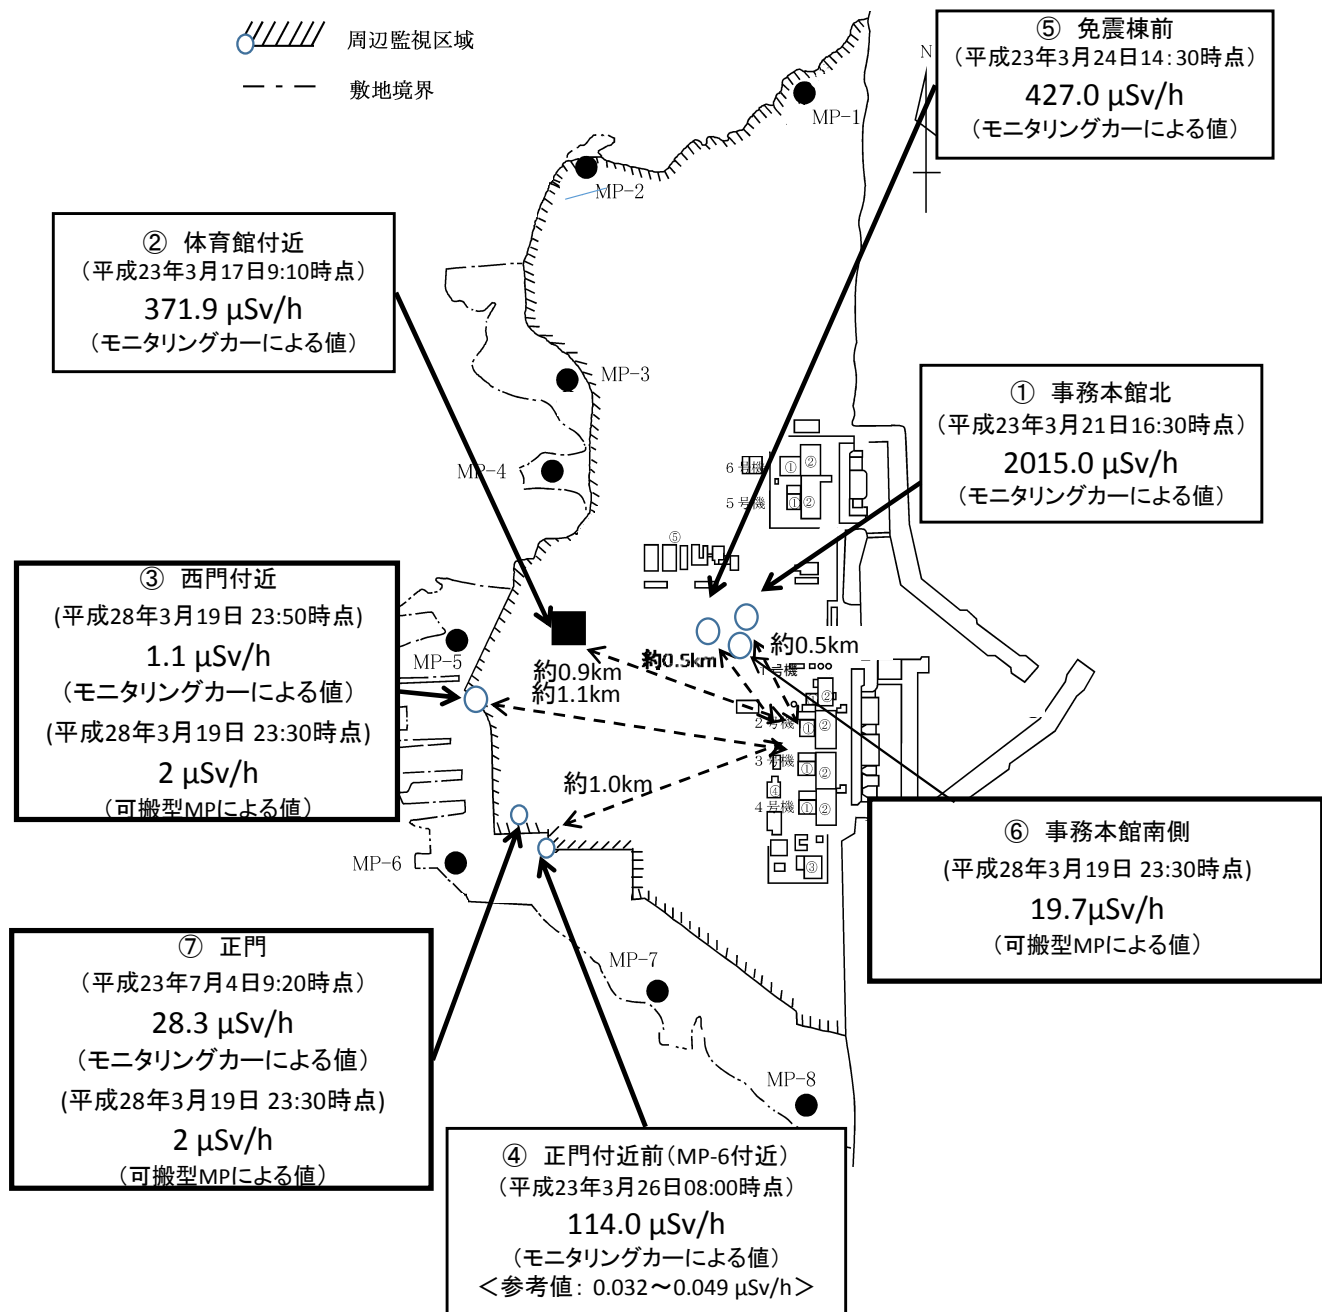 周辺監視区域
敷地境界
⑤ 免震棟前
（平成23年3月24日14：30時点）
427.0 µSv/h
（モニタリングカーによる値）
N
MP-1
MP-2
② 体育館付近
（平成23年3月17日9:10時点）
371.9 µSv/h
（モニタリングカーによる値）
MP-3
① 事務本館北
（平成23年3月21日16:30時点）
2015.0 µSv/h
（モニタリングカーによる値）
MP-4
6号機
① ②
5号機
① ②
⑤
③ 西門付近
(平成28年3月19日 23:50時点)
1.1 µSv/h
（モニタリングカーによる値）
(平成28年3月19日 23:30時点)
2 µSv/h
（可搬型MPによる値）
MP-5
約0.9km
約1.1km
約0.5km
約0.5km
1号機
②
2号機
① ②
3号機
① ②
④
4号機
① ②
③
約1.0km
MP-6
⑥ 事務本館南側
(平成28年3月19日 23:30時点)
19.7µSv/h
（可搬型MPによる値）
⑦ 正門
（平成23年7月4日9:20時点）
28.3 µSv/h
（モニタリングカーによる値）
(平成28年3月19日 23:30時点)
2 µSv/h
（可搬型MPによる値）
MP-7
MP-8
④ 正門付近前（MP-6付近）
（平成23年3月26日08:00時点）
114.0 µSv/h
（モニタリングカーによる値）
＜参考値： 0.032～0.049 µSv/h＞